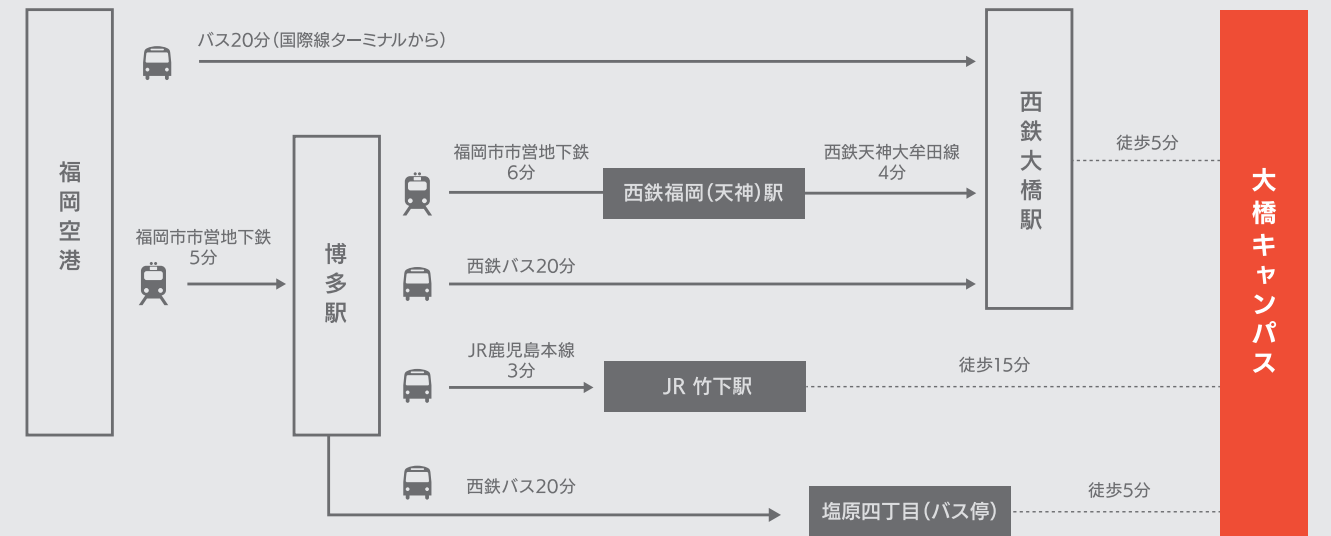 福岡空港
バス20分（国際線ターミナルから）
福岡市市営地下鉄
5分
博多駅
福岡市市営地下鉄
6分
西鉄福岡（天神）駅
西鉄天神大牟田線
4分
西鉄バス20分
西鉄大橋駅
徒歩5分
JR鹿児島本線
3分
JR 竹下駅
徒歩15分
西鉄バス20分
塩原四丁目（バス停）
徒歩5分
大橋キャンパス